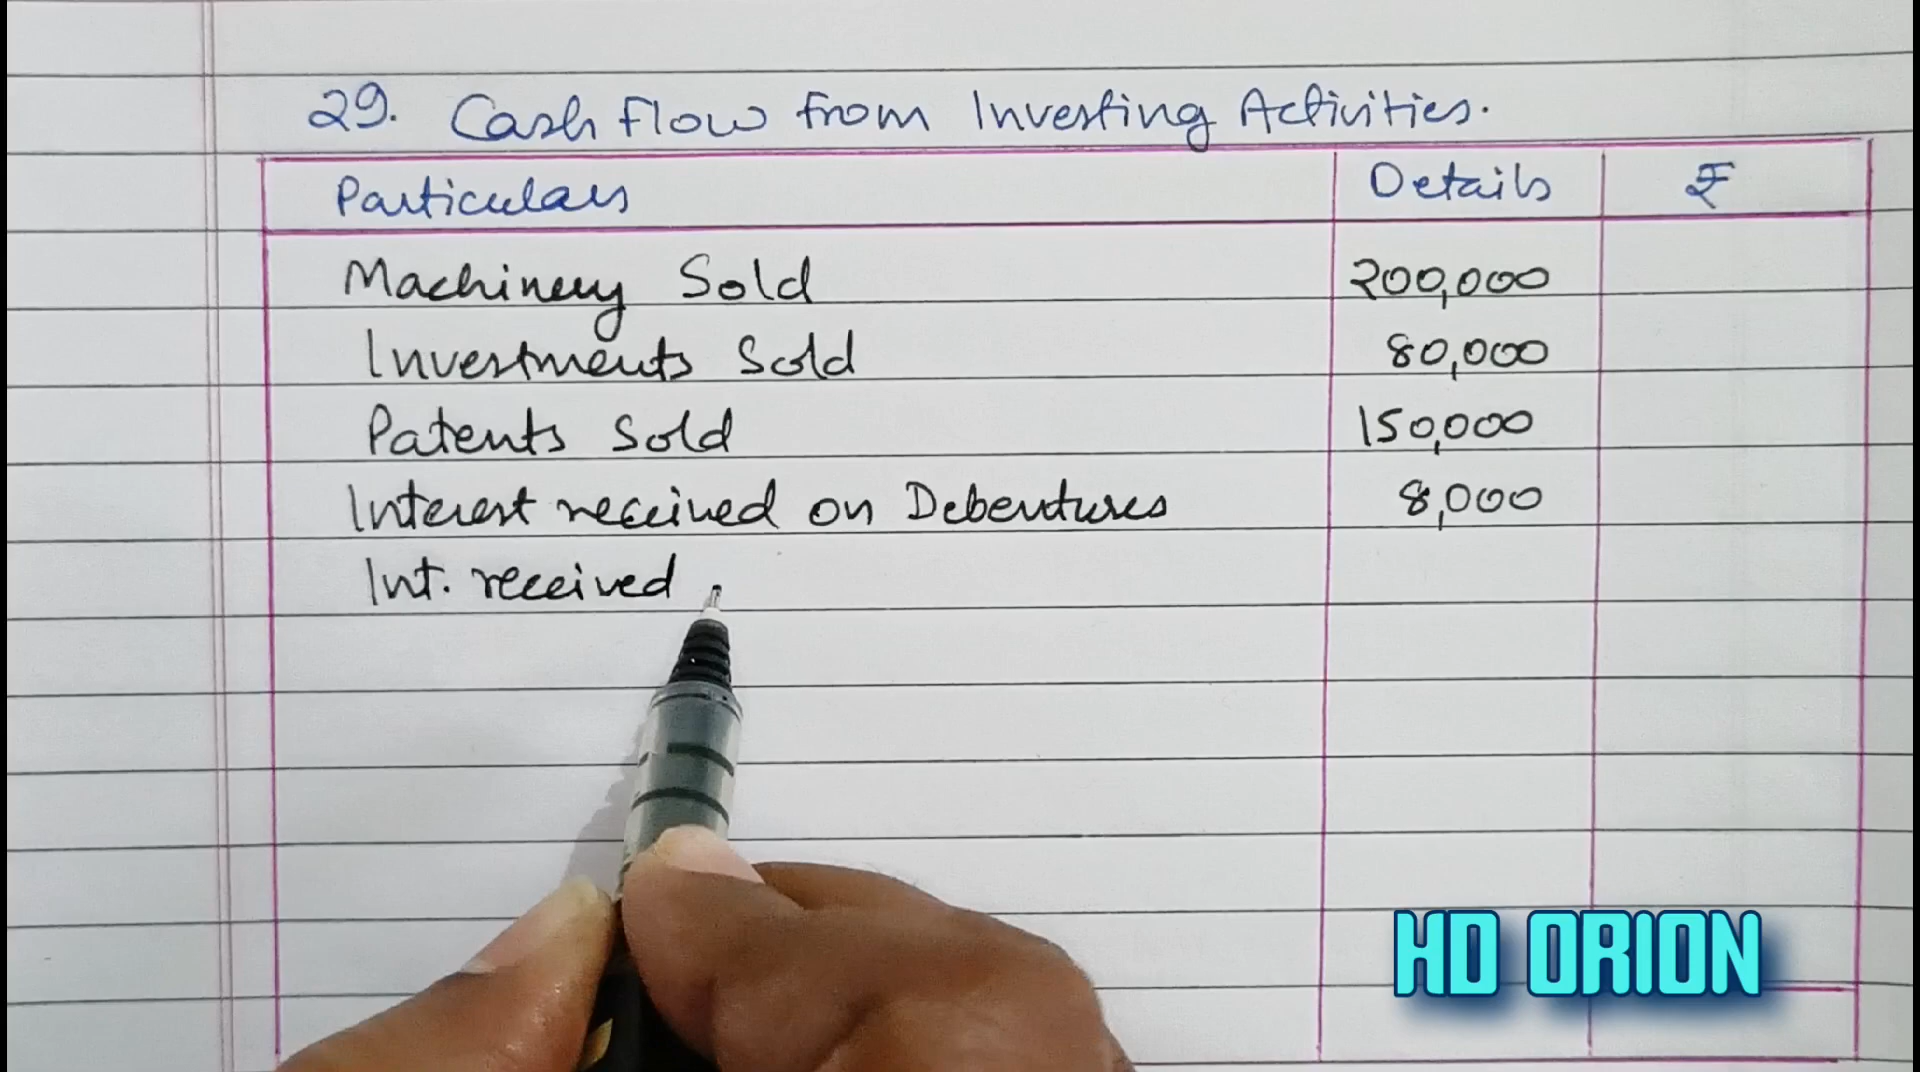 29. Cash flow from Investing Activities.
Particulars Details ₹
Machinery Sold 200,000
Investments Sold 80,000
Patents Sold 150,000
Interest received on Debentures 8,000
Int. received
HD ORION